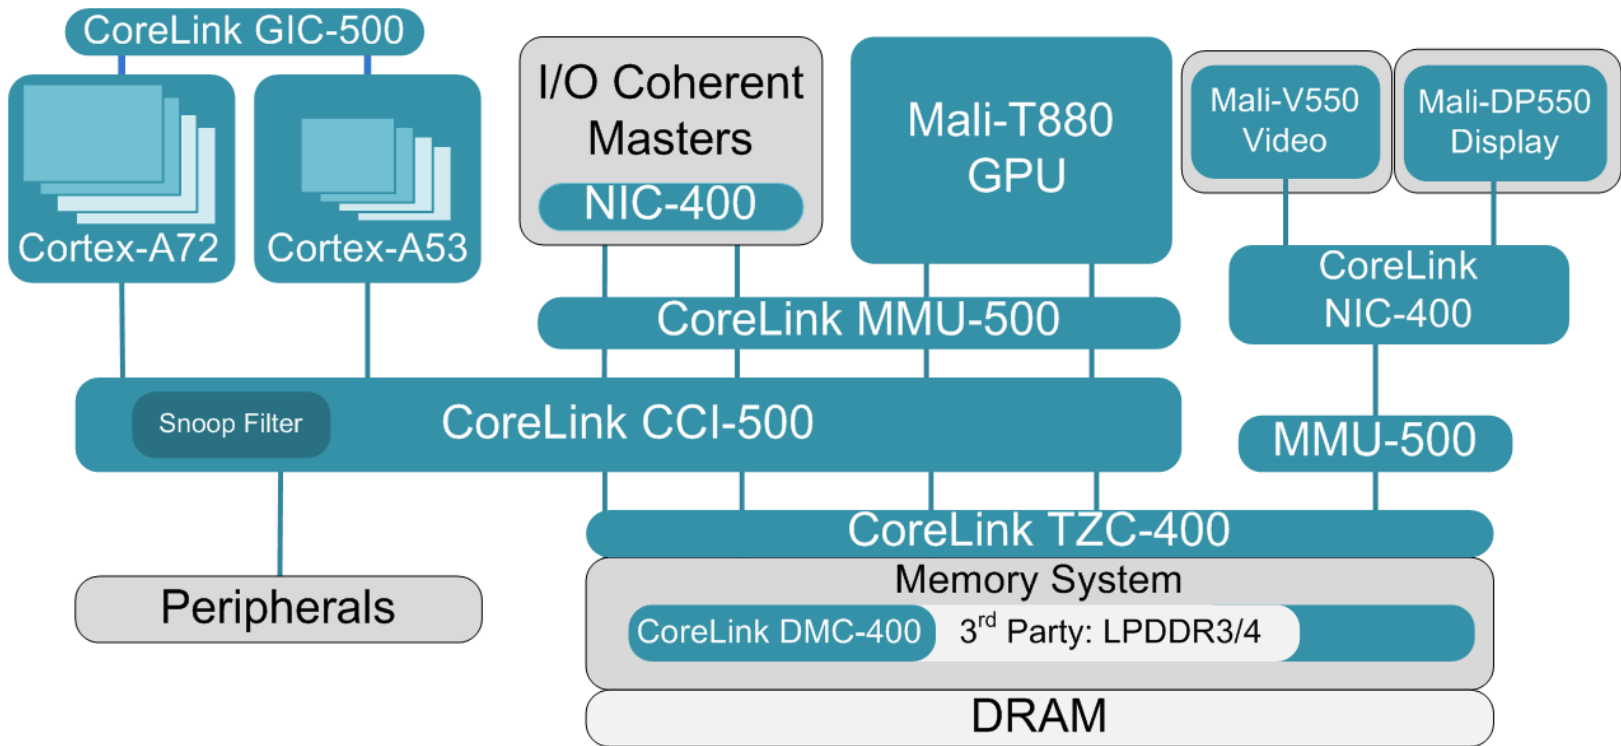 CoreLink GIC-500
Cortex-A72
Cortex-A53
I/O Coherent
Masters
NIC-400
Mali-T880
GPU
Mali-V550
Video
Mali-DP550
Display
CoreLink
NIC-400
CoreLink MMU-500
Snoop Filter
CoreLink CCI-500
MMU-500
CoreLink TZC-400
Peripherals
Memory System
CoreLink DMC-400
3rd Party: LPDDR3/4
DRAM